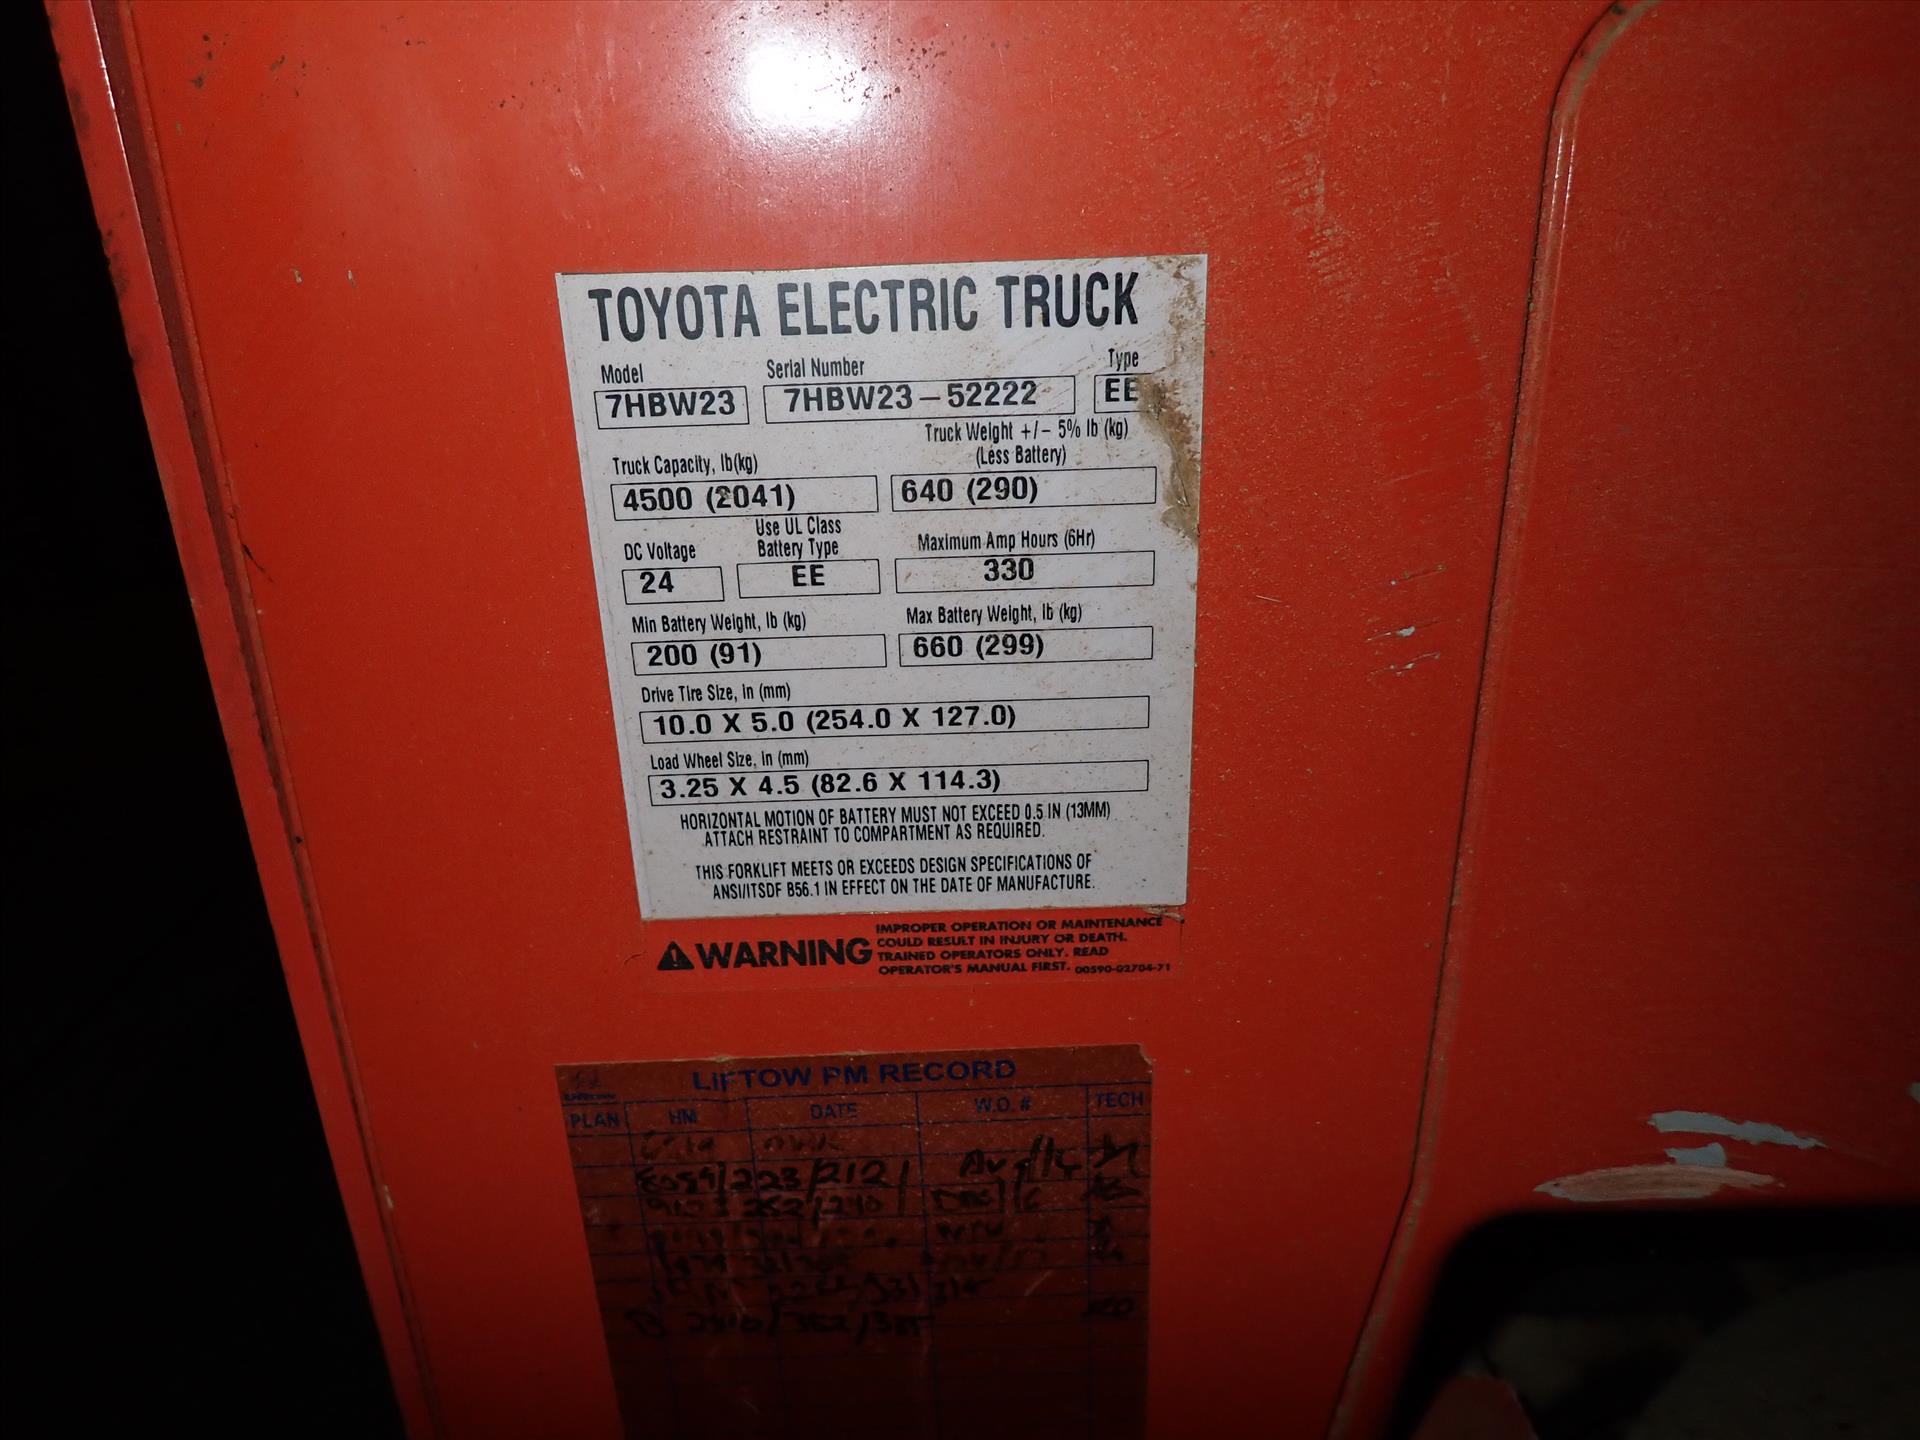 TOYOTA ELECTRIC TRUCK
Model Serial Number Type
7HBW23 7HBW23-52222 EE
Truck Capacity, lb(kg) Truck Weight +/- 5% lb (kg) (Less Battery)
4500 (2041) 640 (290)
DC Voltage Use UL Class Battery Type Maximum Amp Hours (6Hr)
24 EE 330
Min Battery Weight, lb (kg) Max Battery Weight, lb (kg)
200 (91) 660 (299)
Drive Tire Size, in (mm)
10.0 X 5.0 (254.0 X 127.0)
Load Wheel Size, in (mm)
3.25 X 4.5 (82.6 X 114.3)
HORIZONTAL MOTION OF BATTERY MUST NOT EXCEED 0.5 IN (13MM)
ATTACH RESTRAINT TO COMPARTMENT AS REQUIRED.
THIS FORKLIFT MEETS OR EXCEEDS DESIGN SPECIFICATIONS OF
ANSI/ITSDF B56.1 IN EFFECT ON THE DATE OF MANUFACTURE.
WARNING
IMPROPER OPERATION OR MAINTENANCE
COULD RESULT IN INJURY OR DEATH.
TRAINED OPERATORS ONLY. READ
OPERATOR'S MANUAL FIRST. 00590-02704-71
LIFTOW PM RECORD
PLAN HM DATE W.O. # TECH